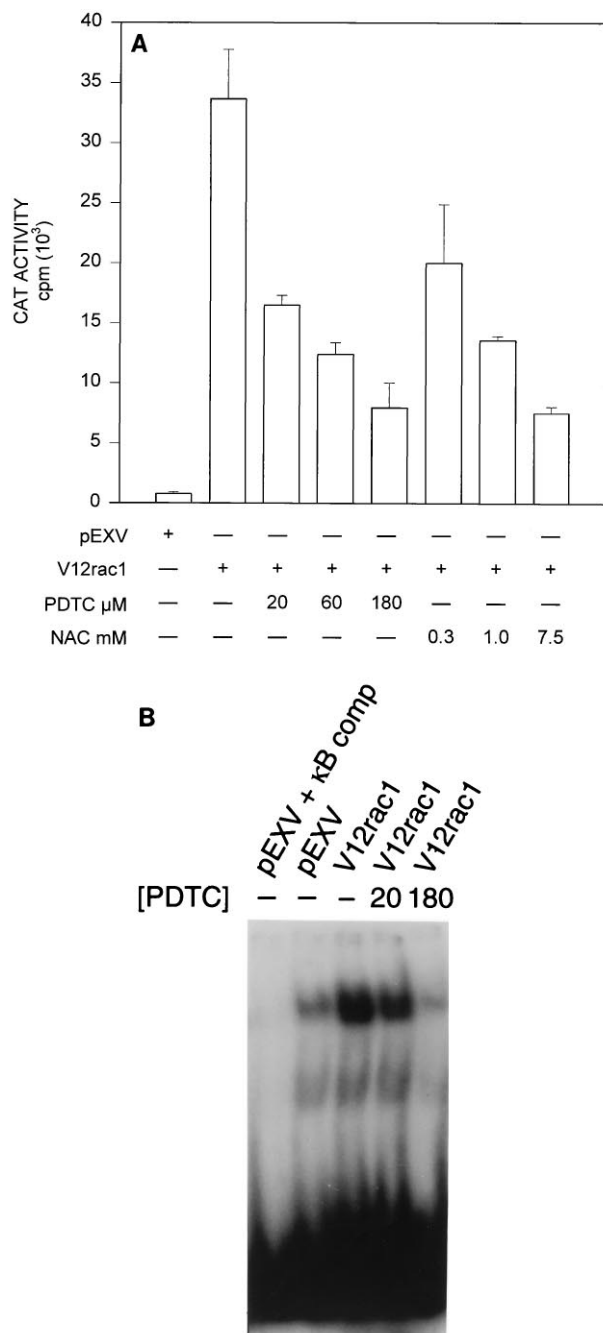 A
40
35
30
25
20
15
10
5
0
CAT ACTIVITY
cpm (10³)
pEXV + — — — — — — —
V12rac1 — + + + + + + +
PDTC μM — — 20 60 180 — — —
NAC mM — — — — — 0.3 1.0 7.5
B
pEXV + κB comp
pEXV
V12rac1
V12rac1
V12rac1
[PDTC] – – – 20 180